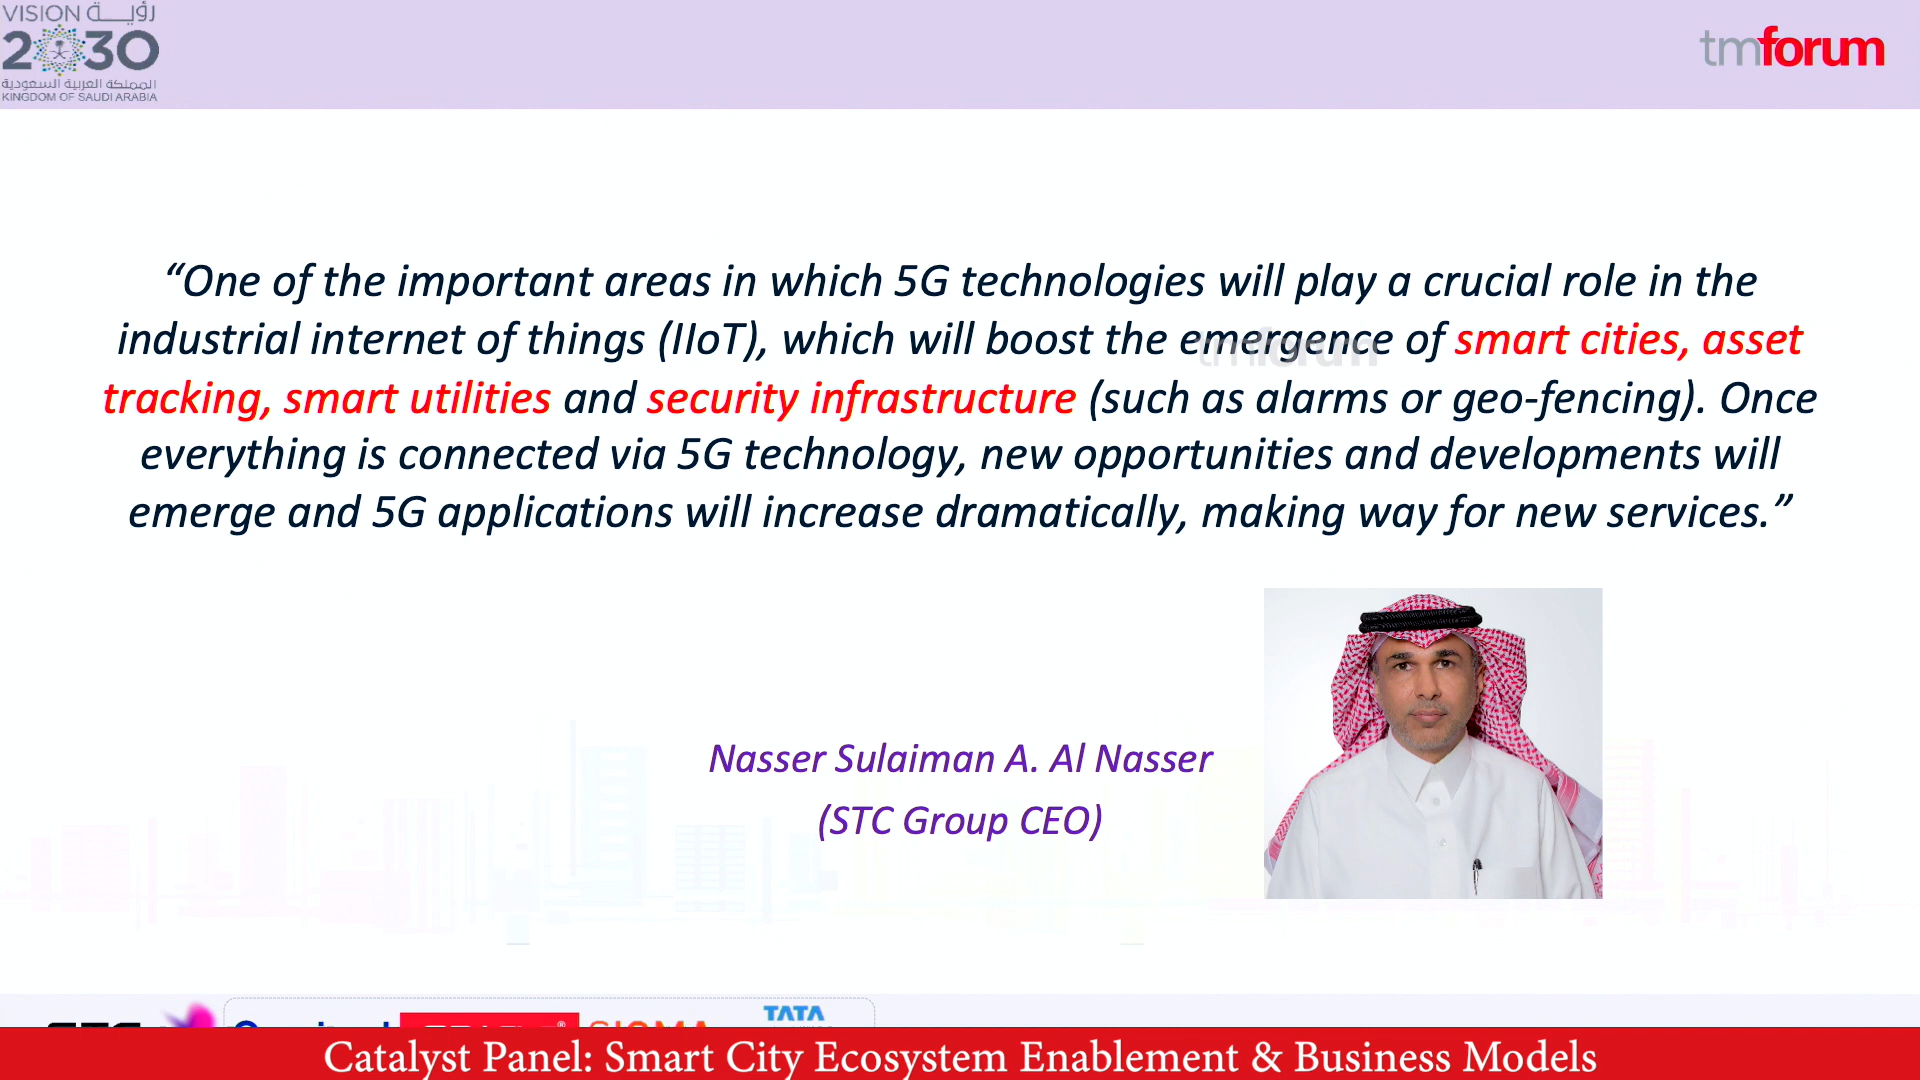 VISION رؤيــة
2030
المملكة العربية السعودية
KINGDOM OF SAUDI ARABIA
tmforum
“One of the important areas in which 5G technologies will play a crucial role in the
industrial internet of things (IIoT), which will boost the emergence of smart cities, asset
tmforum
tracking, smart utilities and security infrastructure (such as alarms or geo-fencing). Once
everything is connected via 5G technology, new opportunities and developments will
emerge and 5G applications will increase dramatically, making way for new services.”
Nasser Sulaiman A. Al Nasser
(STC Group CEO)
TATA
Catalyst Panel: Smart City Ecosystem Enablement & Business Models